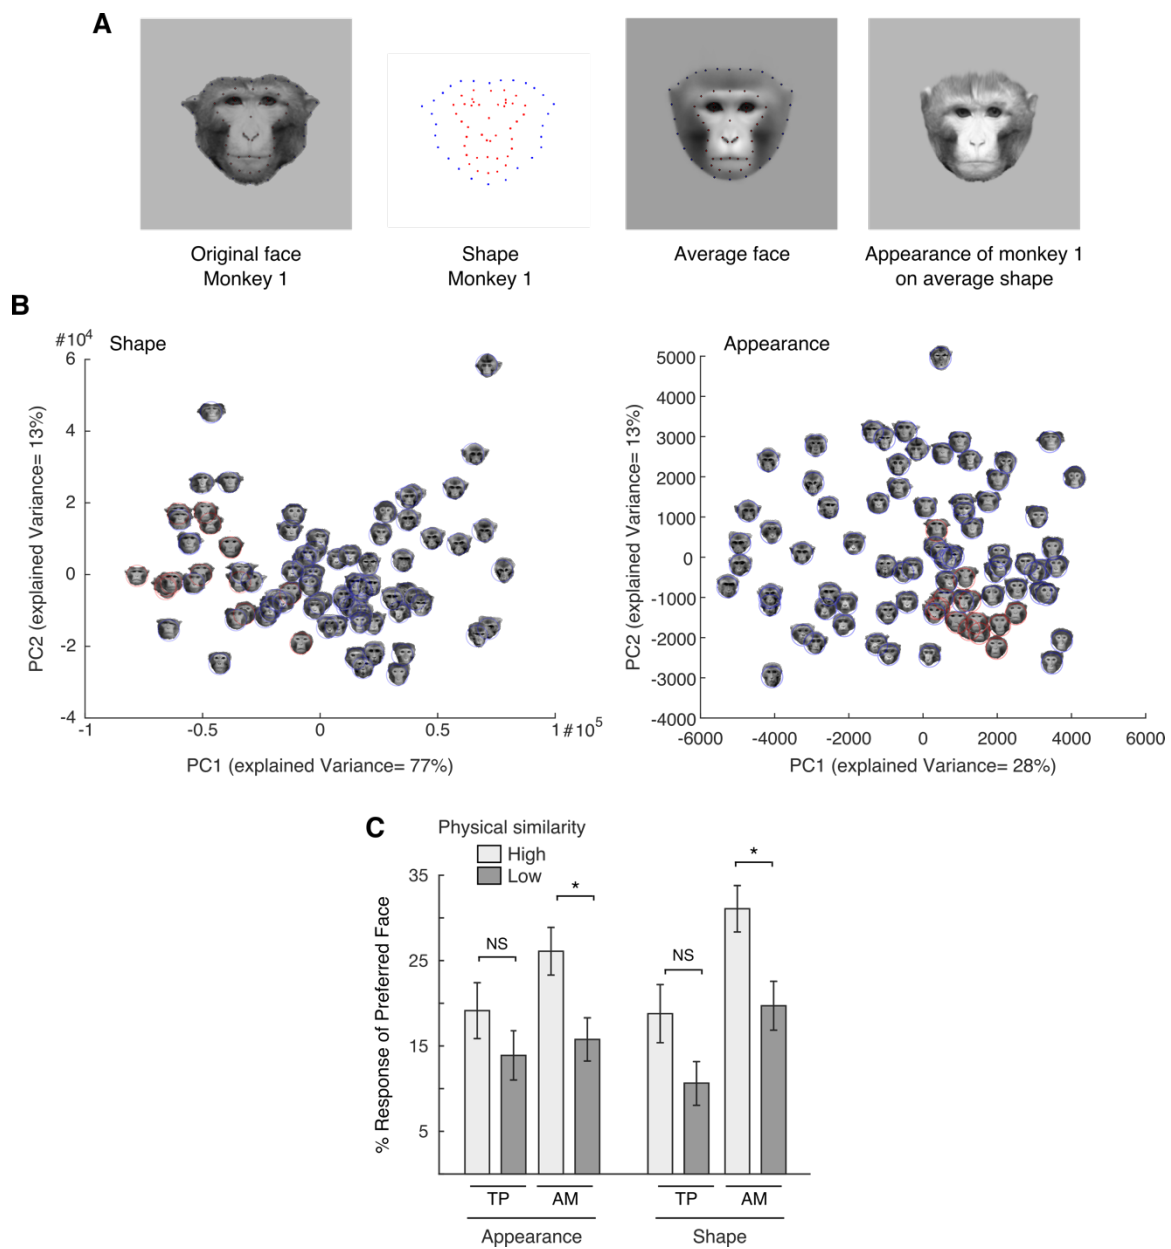 A
Original face
Monkey 1
Shape
Monkey 1
Average face
Appearance of monkey 1
on average shape
B
#10^4
Shape
6
4
2
0
-2
-4
PC2 (explained Variance= 13%)
-1
-0.5
0
0.5
1
#10^5
PC1 (explained Variance= 77%)
Appearance
5000
4000
3000
2000
1000
0
-1000
-2000
-3000
-4000
PC2 (explained Variance= 13%)
-6000
-4000
-2000
0
2000
4000
6000
PC1 (explained Variance= 28%)
C
Physical similarity
High
Low
35
25
15
5
% Response of Preferred Face
NS
*
NS
*
TP
AM
TP
AM
Appearance
Shape